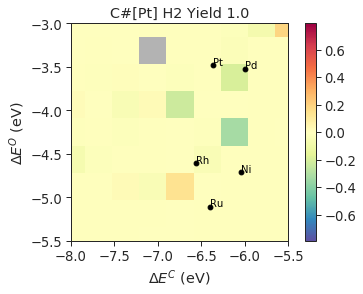 C#[Pt] H2 Yield 1.0
−3.0
−3.5
−4.0
−4.5
−5.0
−5.5
ΔE^O (eV)
Pt
Pd
Rh
Ni
Ru
−8.0 −7.5 −7.0 −6.5 −6.0 −5.5
ΔE^C (eV)
0.6
0.4
0.2
0.0
−0.2
−0.4
−0.6